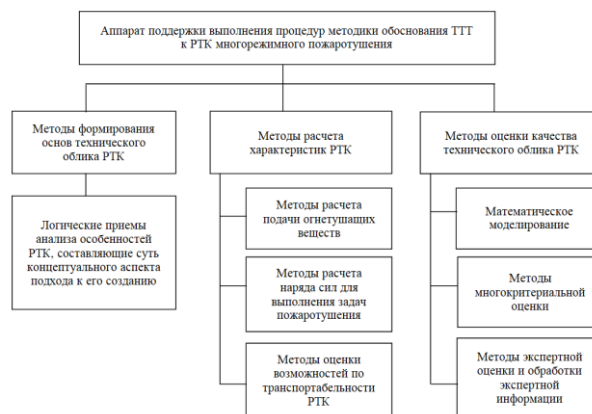 Аппарат поддержки выполнения процедур методики обоснования ТТТ
к РТК многорежимного пожаротушения
Методы формирования
основ технического
облика РТК
Логические приемы
анализа особенностей
РТК, составляющие суть
концептуального аспекта
подхода к его созданию
Методы расчета
характеристик РТК
Методы расчета
подачи огнетушащих
веществ
Методы расчета
наряда сил для
выполнения задач
пожаротушения
Методы оценки
возможностей по
транспортабельности
РТК
Методы оценки качества
технического облика РТК
Математическое
моделирование
Методы
многокритериальной
оценки
Методы экспертной
оценки и обработки
экспертной
информации